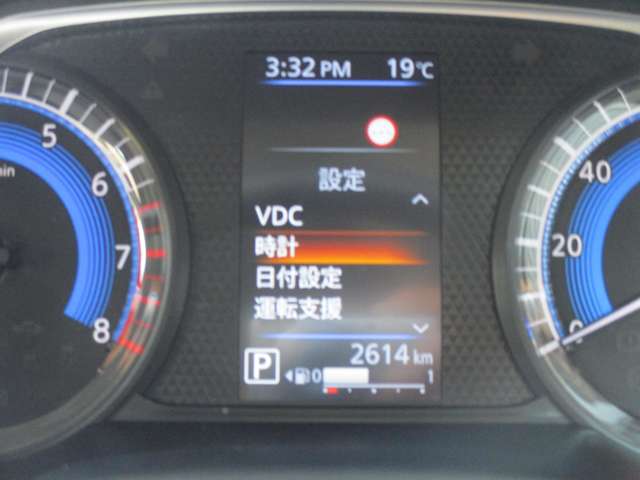 3:32 PM 19℃
設定
VDC
時計
日付設定
運転支援
2614 km
P 0 1
5
6
7
8
40
20
0